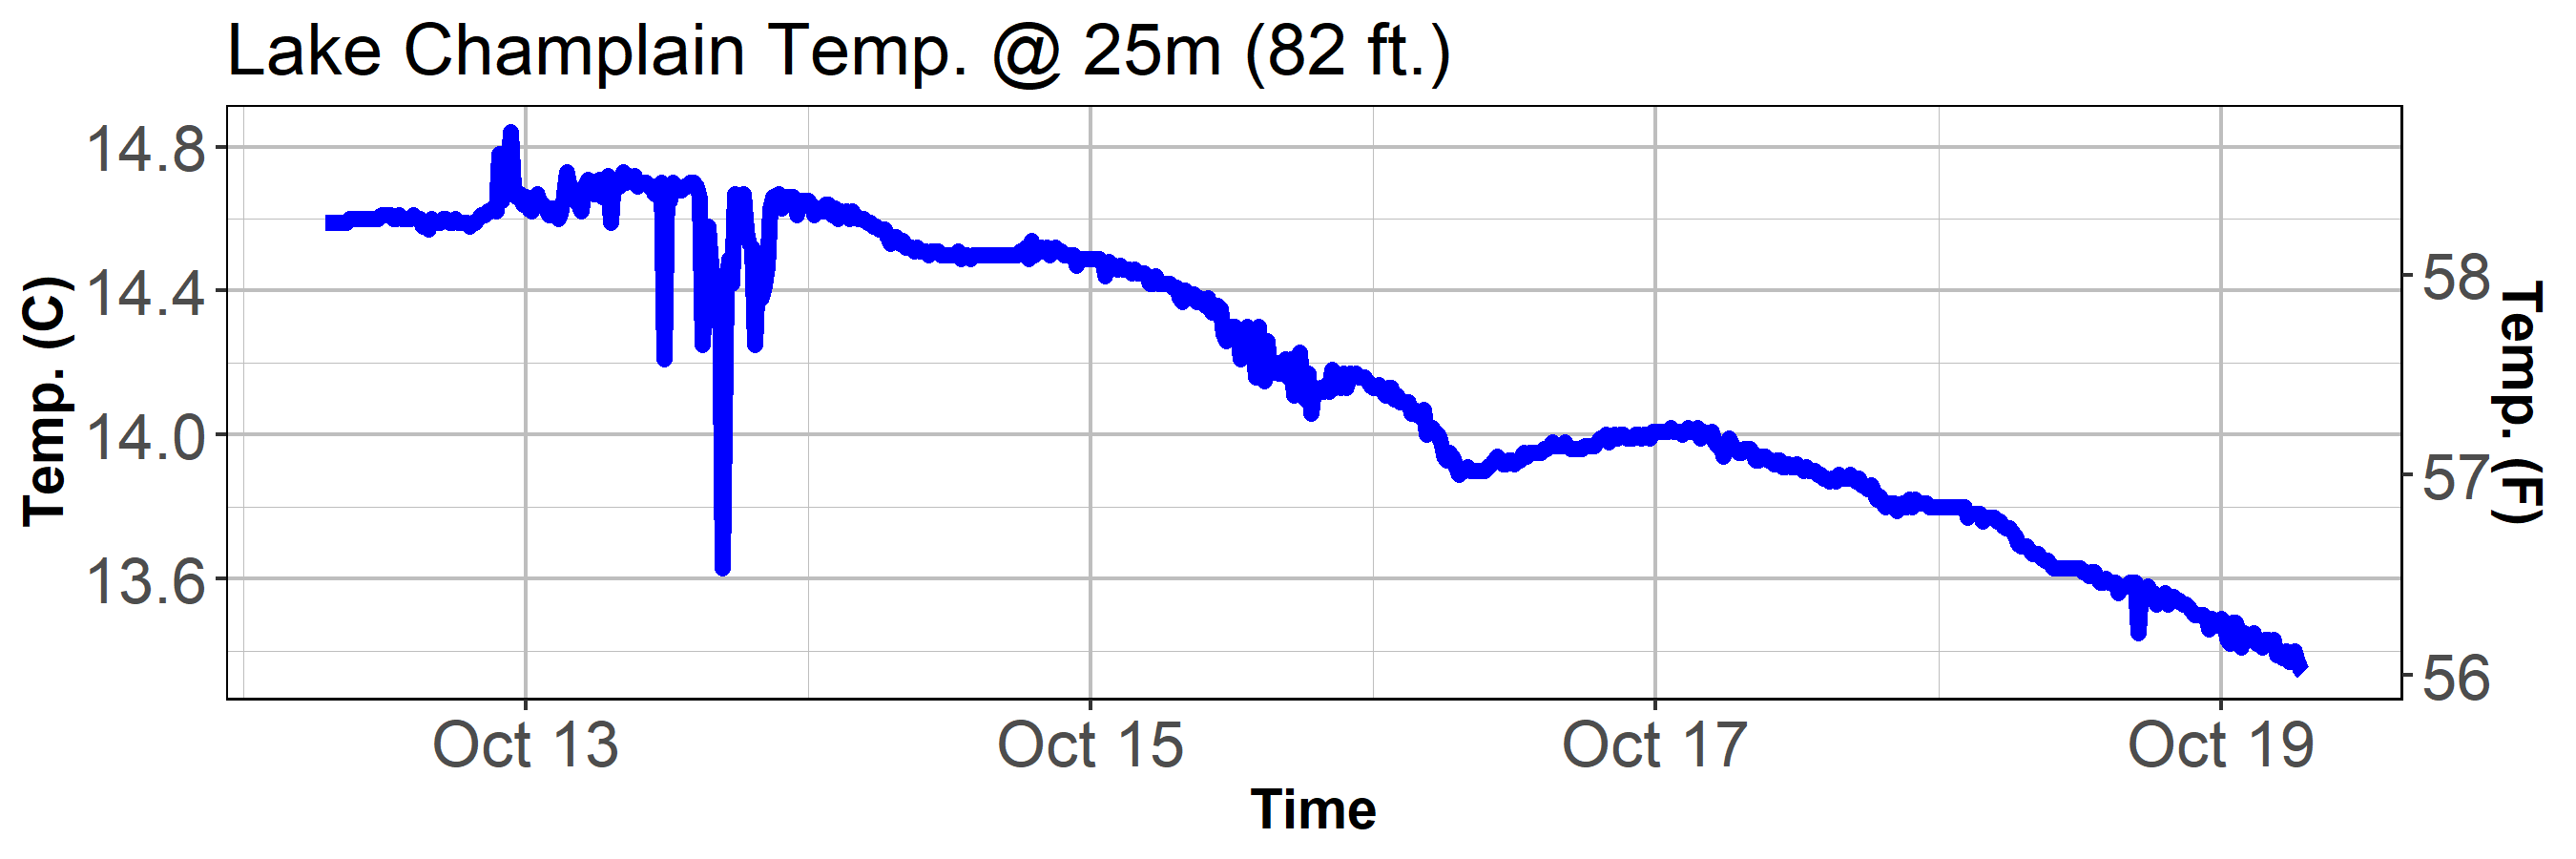 Lake Champlain Temp. @ 25m (82 ft.)
14.8
14.4
14.0
13.6
Temp. (C)
58
57
56
Temp. (F)
Oct 13 Oct 15 Oct 17 Oct 19
Time